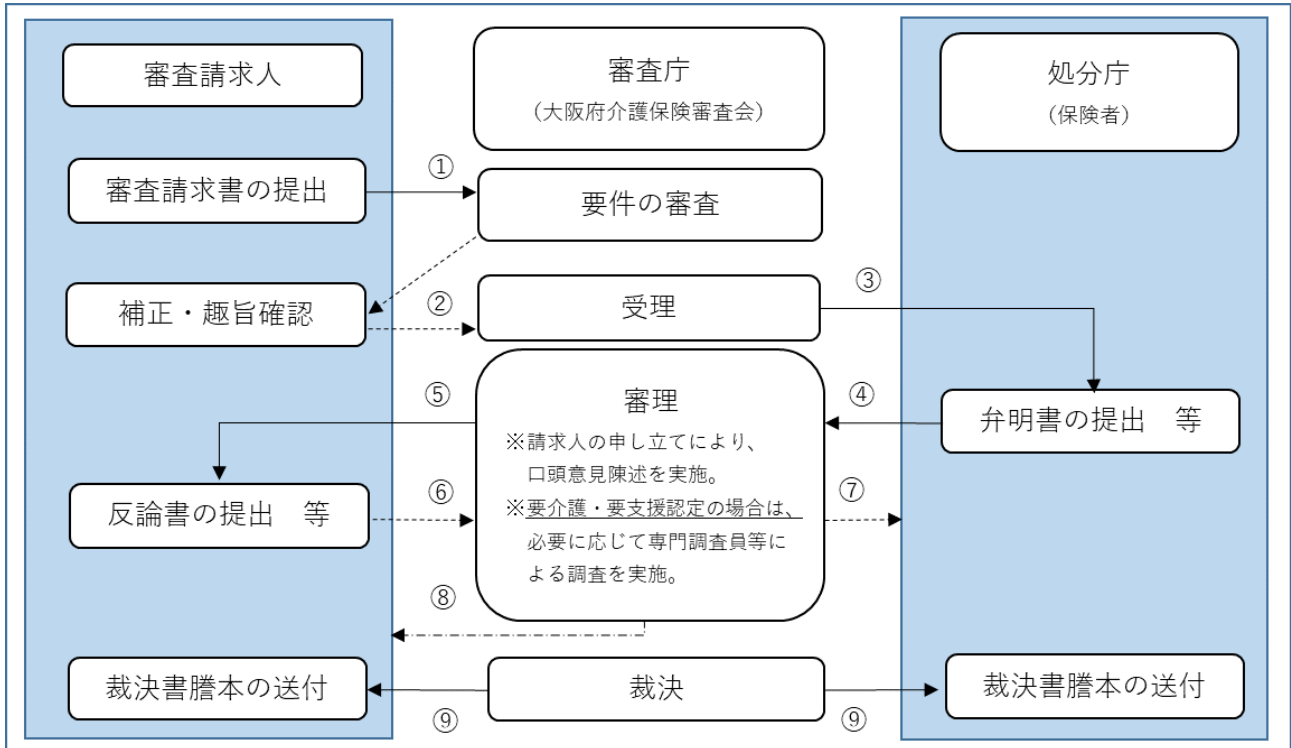 審査請求人
審査庁
（大阪府介護保険審査会）
処分庁
（保険者）
審査請求書の提出
①
要件の審査
補正・趣旨確認
②
受理
③
⑤
審理
※請求人の申し立てにより、
口頭意見陳述を実施。
※要介護・要支援認定の場合は、
必要に応じて専門調査員等に
よる調査を実施。
④
弁明書の提出　等
反論書の提出　等
⑥
⑦
⑧
裁決書謄本の送付
⑨
裁決
⑨
裁決書謄本の送付